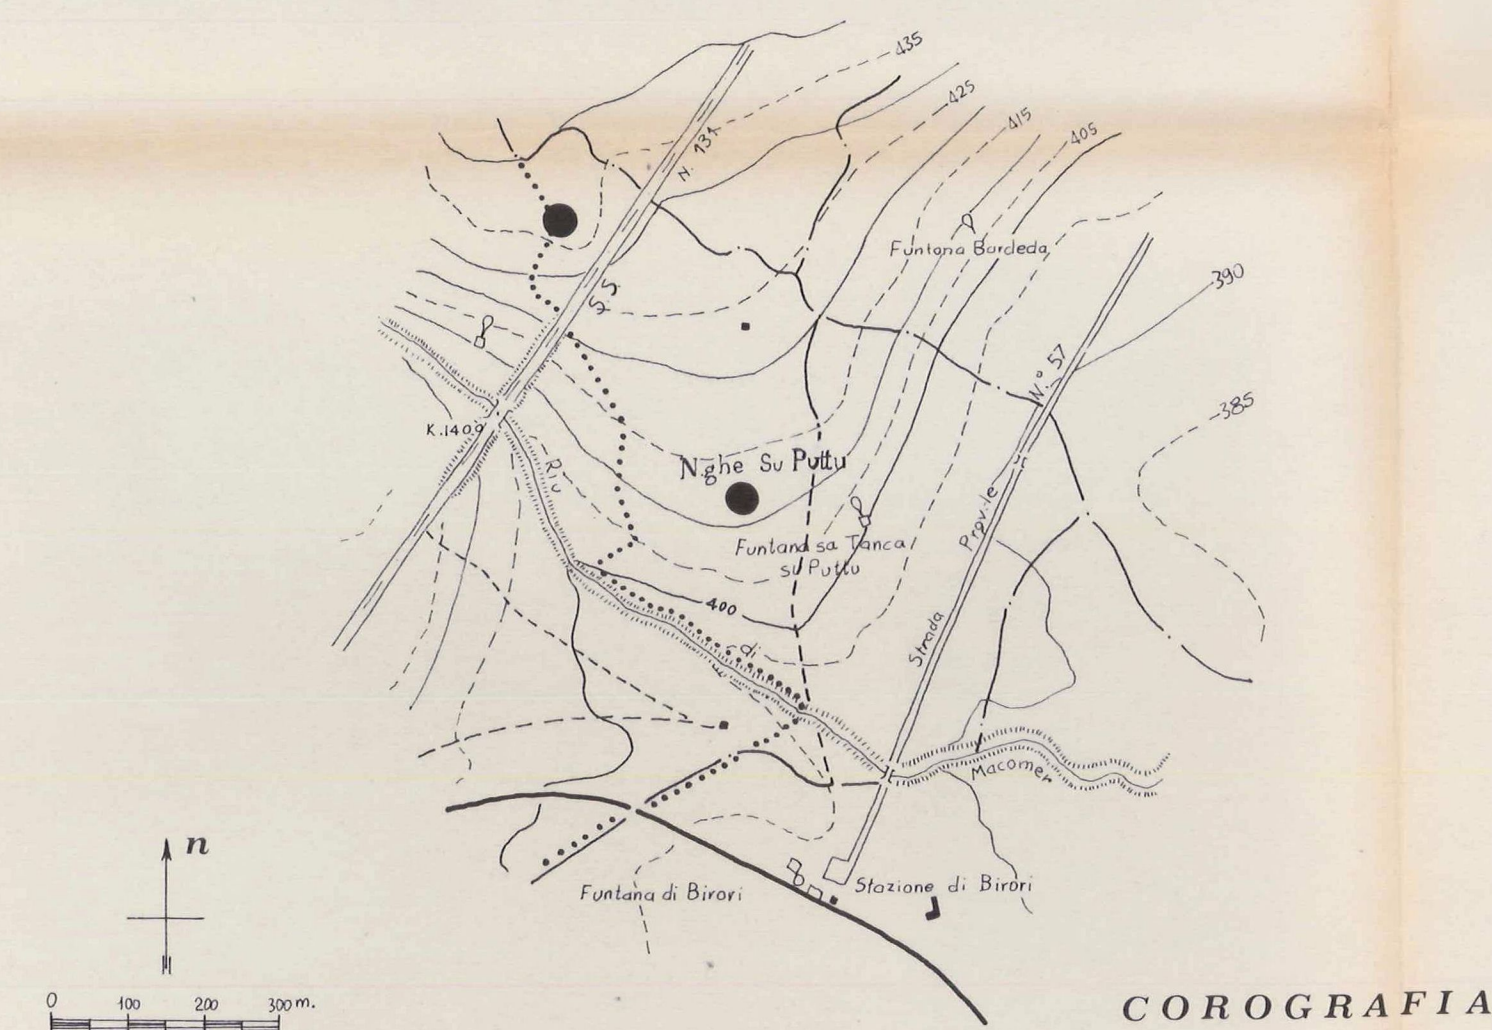 435
425
415
405
N. 131
Funtana Bardeda
S.S.
390
N° 57
385
K.140.9
N.ghe Su Puttu
Riu
Funtana sa Tanca
su Puttu
Prov.le
400
Strada
di
Macomer
n
Stazione di Birori
Funtana di Birori
0 100 200 300 m.
COROGRAFIA